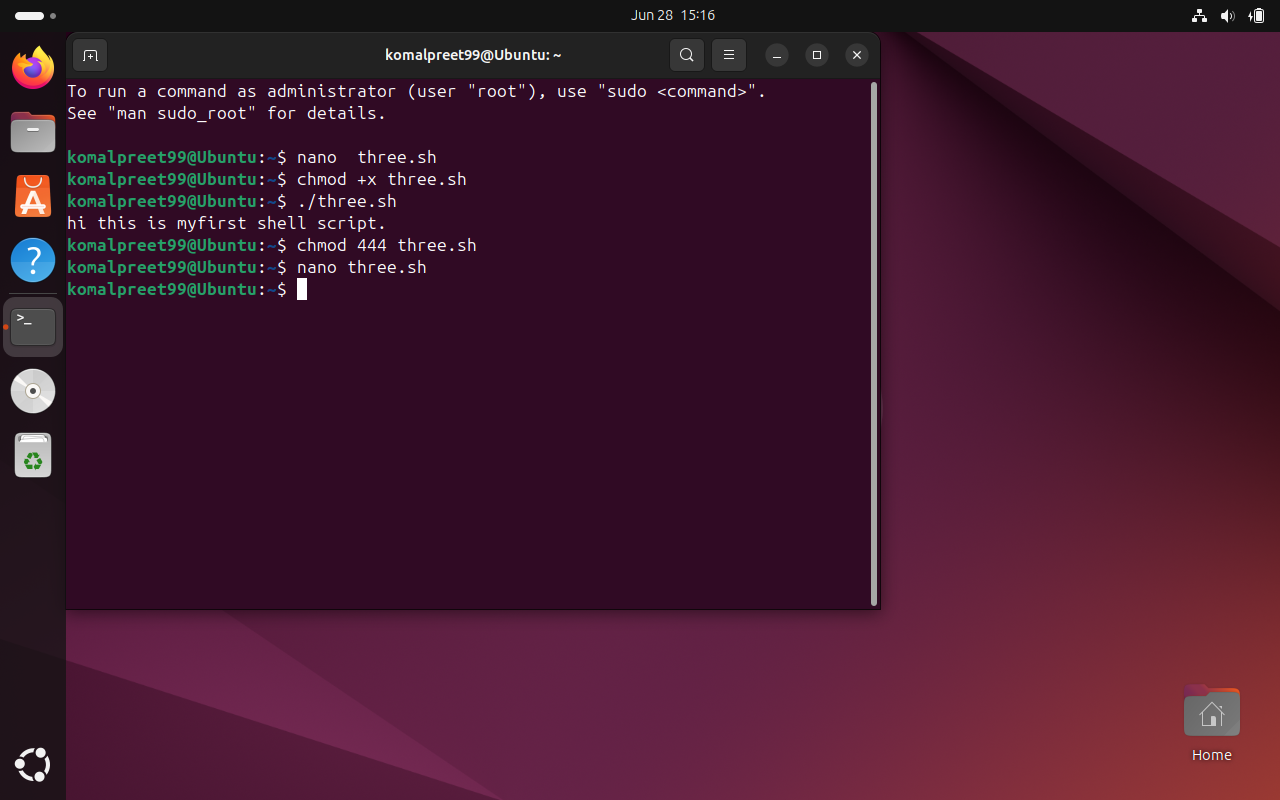 Jun 28 15:16
komalpreet99@Ubuntu: ~
To run a command as administrator (user "root"), use "sudo <command>".
See "man sudo_root" for details.
komalpreet99@Ubuntu:~$ nano  three.sh
komalpreet99@Ubuntu:~$ chmod +x three.sh
komalpreet99@Ubuntu:~$ ./three.sh
hi this is myfirst shell script.
komalpreet99@Ubuntu:~$ chmod 444 three.sh
komalpreet99@Ubuntu:~$ nano three.sh
komalpreet99@Ubuntu:~$
Home